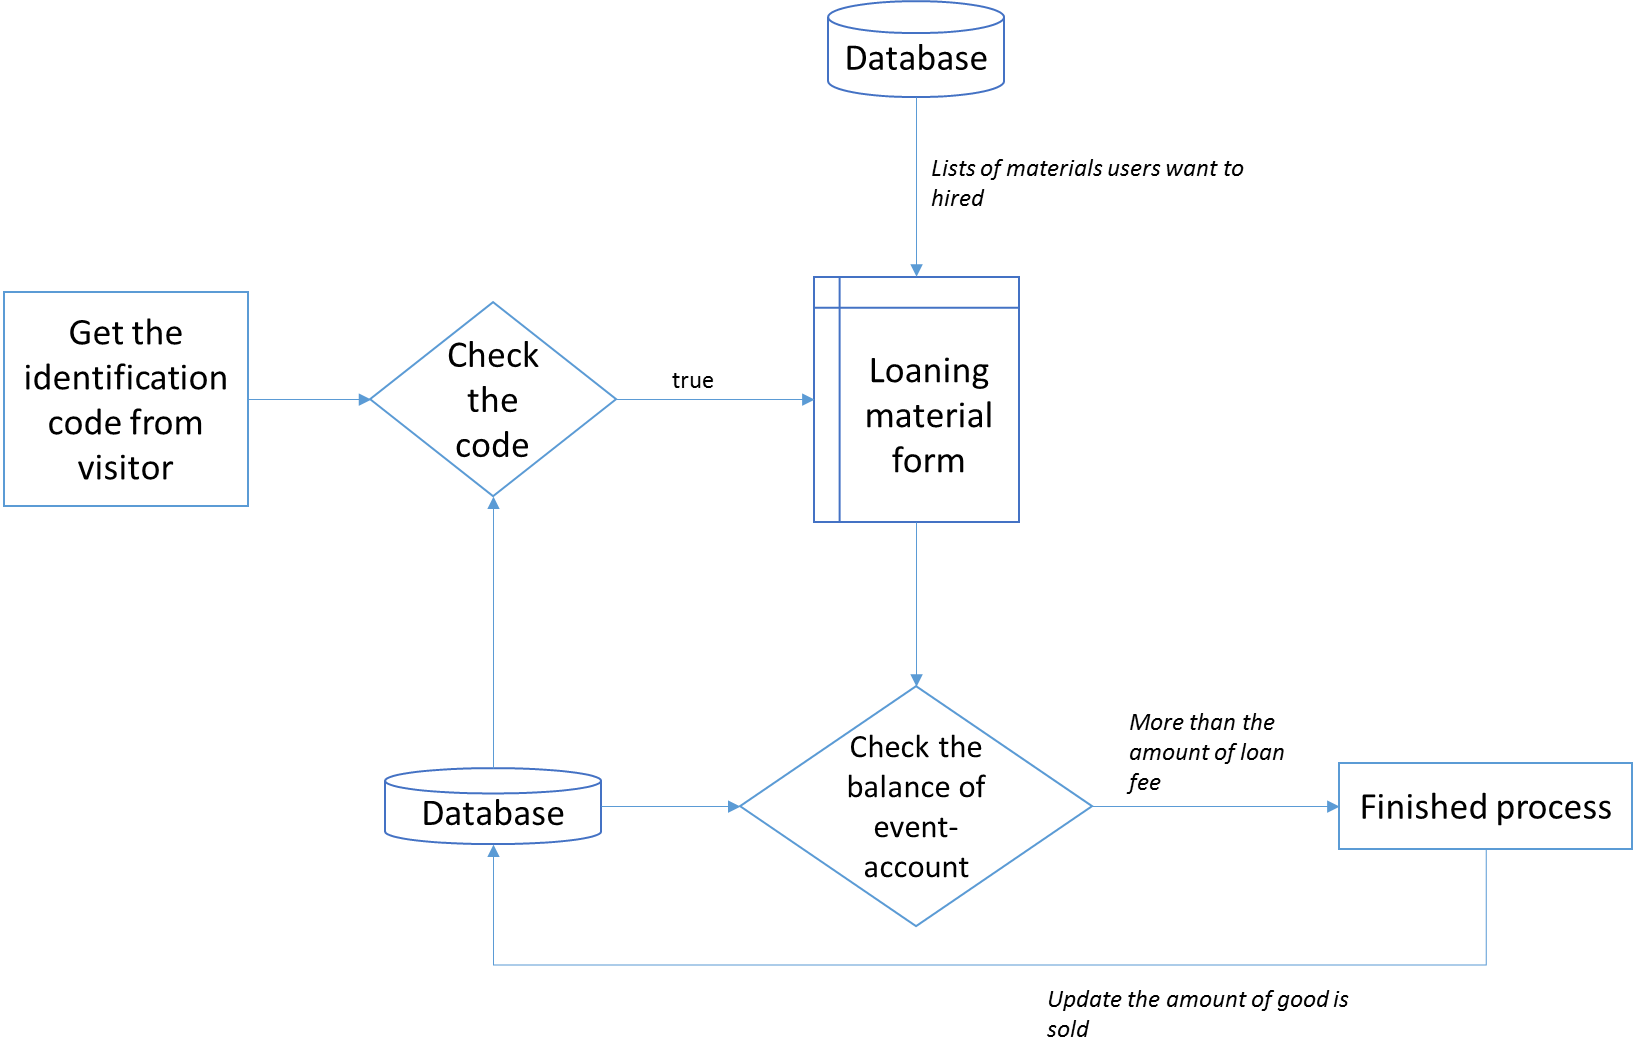 Database
Lists of materials users want to
hired
Get the
identification
code from
visitor
Check
the
code
true
Loaning
material
form
Database
Check the
balance of
event-
account
More than the
amount of loan
fee
Finished process
Update the amount of good is
sold